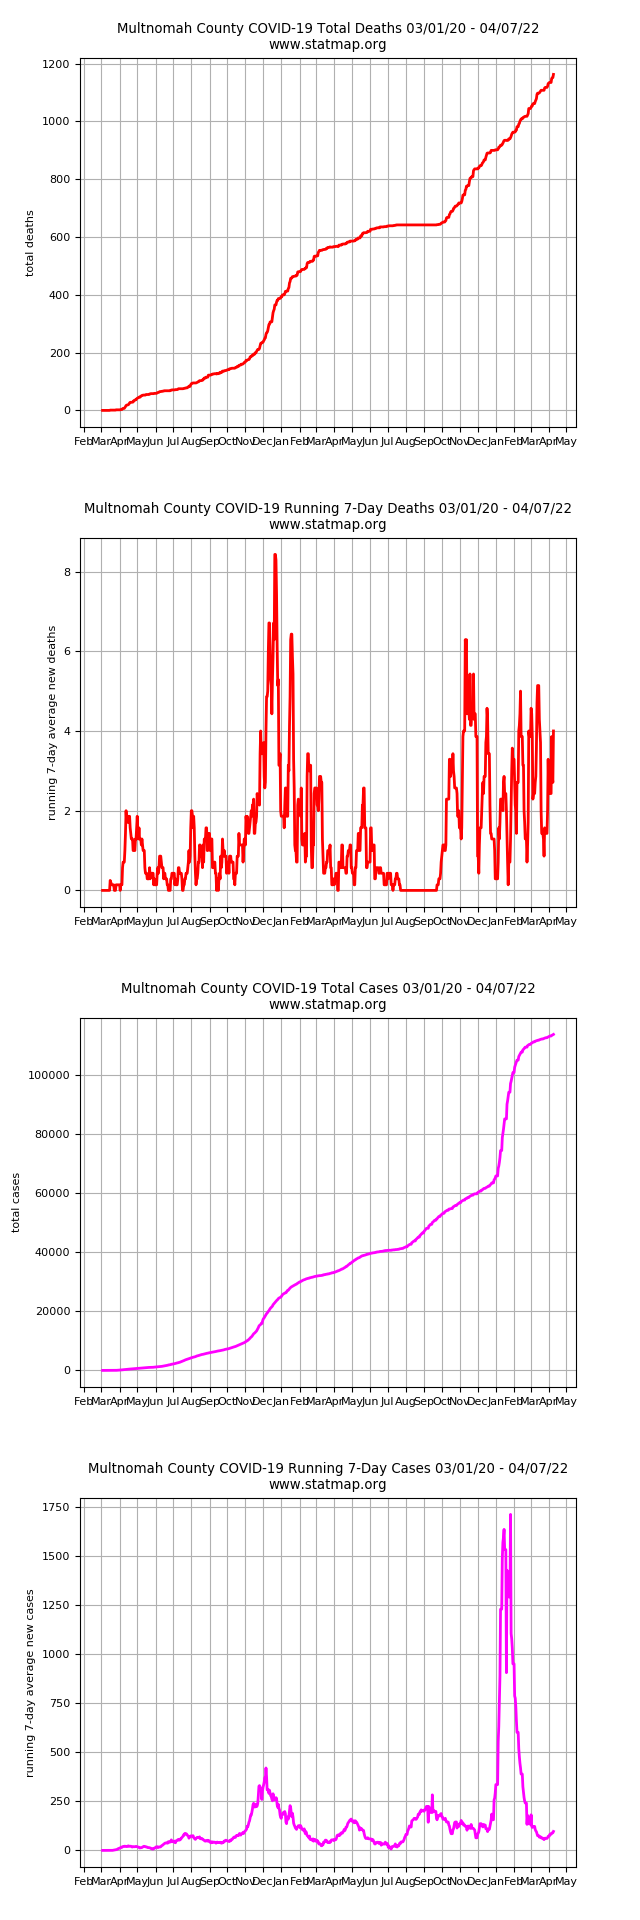 Multnomah County COVID-19 Total Deaths 03/01/20 - 04/07/22
www.statmap.org
1200
1000
800
600
400
200
0
total deaths
Feb Mar Apr May Jun Jul Aug Sep Oct Nov Dec Jan Feb Mar Apr May Jun Jul Aug Sep Oct Nov Dec Jan Feb Mar Apr May
Multnomah County COVID-19 Running 7-Day Deaths 03/01/20 - 04/07/22
www.statmap.org
8
6
4
2
0
running 7-day average new deaths
Feb Mar Apr May Jun Jul Aug Sep Oct Nov Dec Jan Feb Mar Apr May Jun Jul Aug Sep Oct Nov Dec Jan Feb Mar Apr May
Multnomah County COVID-19 Total Cases 03/01/20 - 04/07/22
www.statmap.org
100000
80000
60000
40000
20000
0
total cases
Feb Mar Apr May Jun Jul Aug Sep Oct Nov Dec Jan Feb Mar Apr May Jun Jul Aug Sep Oct Nov Dec Jan Feb Mar Apr May
Multnomah County COVID-19 Running 7-Day Cases 03/01/20 - 04/07/22
www.statmap.org
1750
1500
1250
1000
750
500
250
0
running 7-day average new cases
Feb Mar Apr May Jun Jul Aug Sep Oct Nov Dec Jan Feb Mar Apr May Jun Jul Aug Sep Oct Nov Dec Jan Feb Mar Apr May